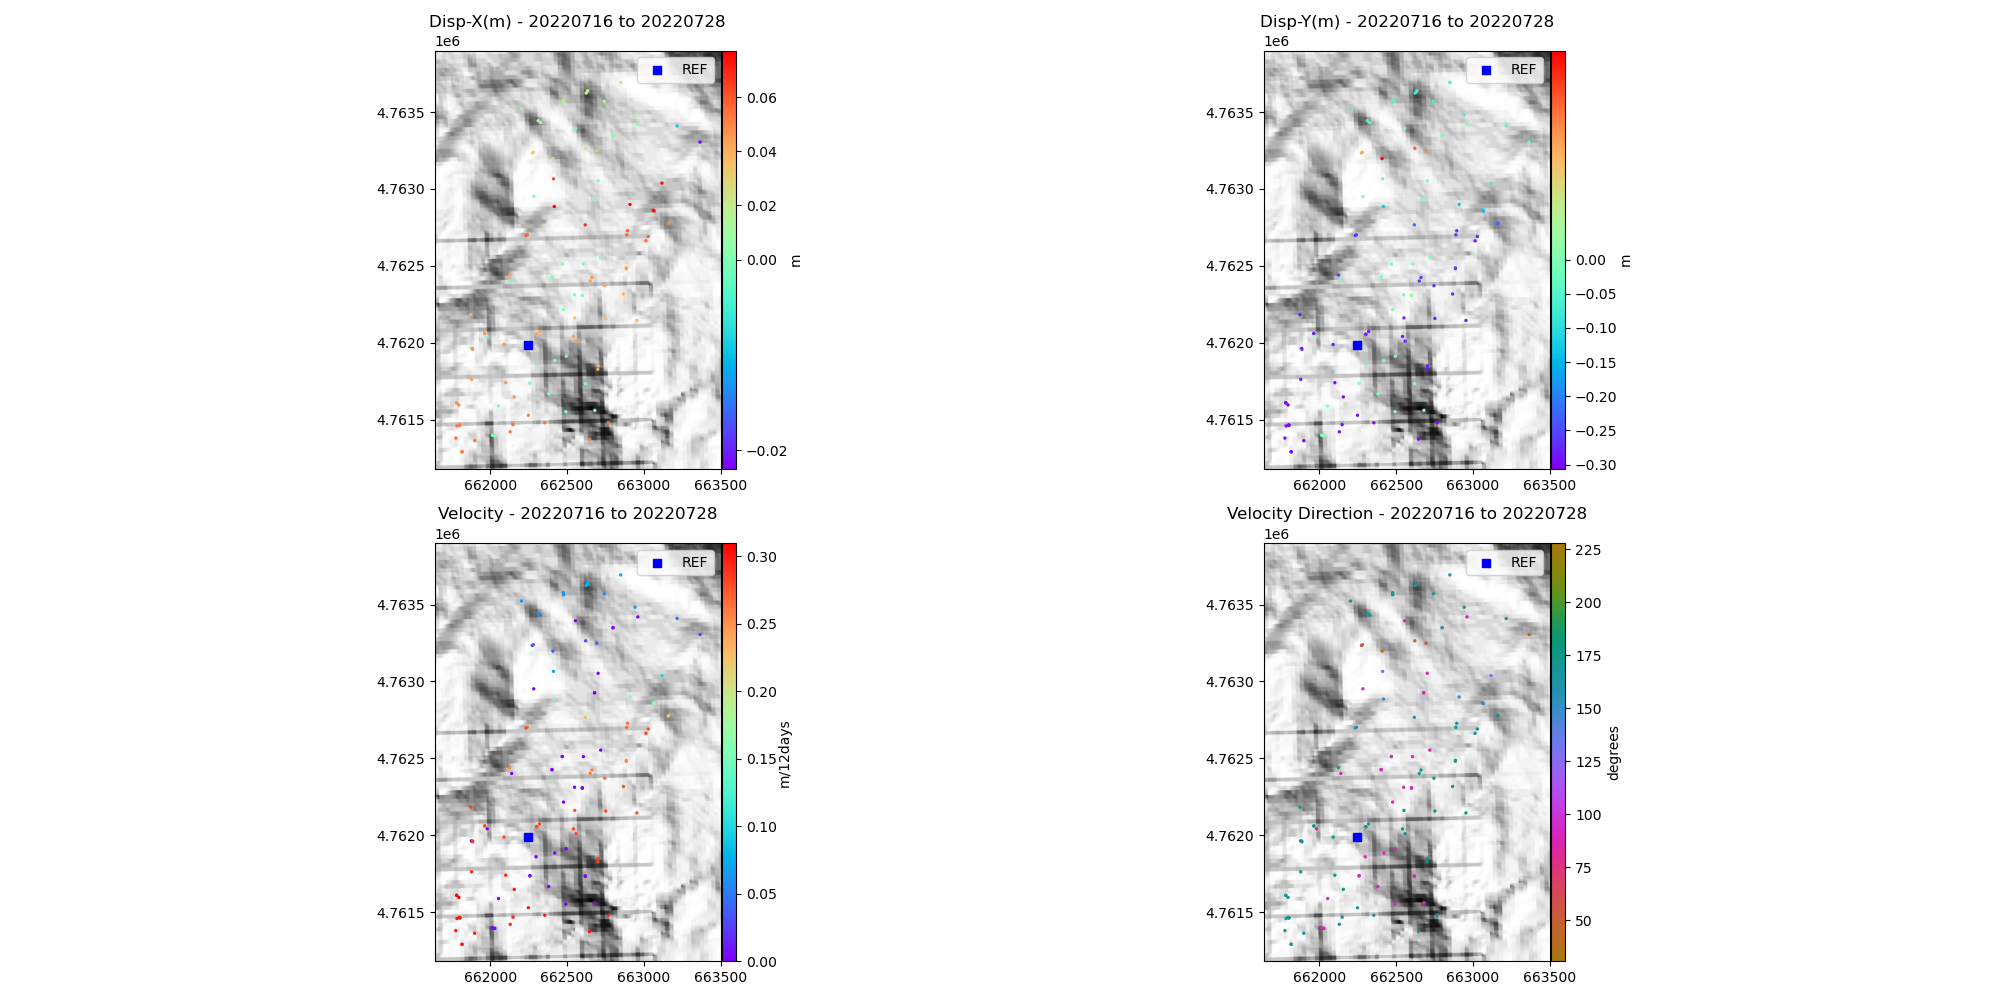 Disp-X(m) - 20220716 to 20220728
1e6
REF
4.7635
4.7630
4.7625
4.7620
4.7615
662000 662500 663000 663500
0.06
0.04
0.02
0.00
−0.02
m
Disp-Y(m) - 20220716 to 20220728
1e6
REF
4.7635
4.7630
4.7625
4.7620
4.7615
662000 662500 663000 663500
0.00
−0.05
−0.10
−0.15
−0.20
−0.25
−0.30
m
Velocity - 20220716 to 20220728
1e6
REF
4.7635
4.7630
4.7625
4.7620
4.7615
662000 662500 663000 663500
0.30
0.25
0.20
0.15
0.10
0.05
0.00
m/12days
Velocity Direction - 20220716 to 20220728
1e6
REF
4.7635
4.7630
4.7625
4.7620
4.7615
662000 662500 663000 663500
225
200
175
150
125
100
75
50
degrees